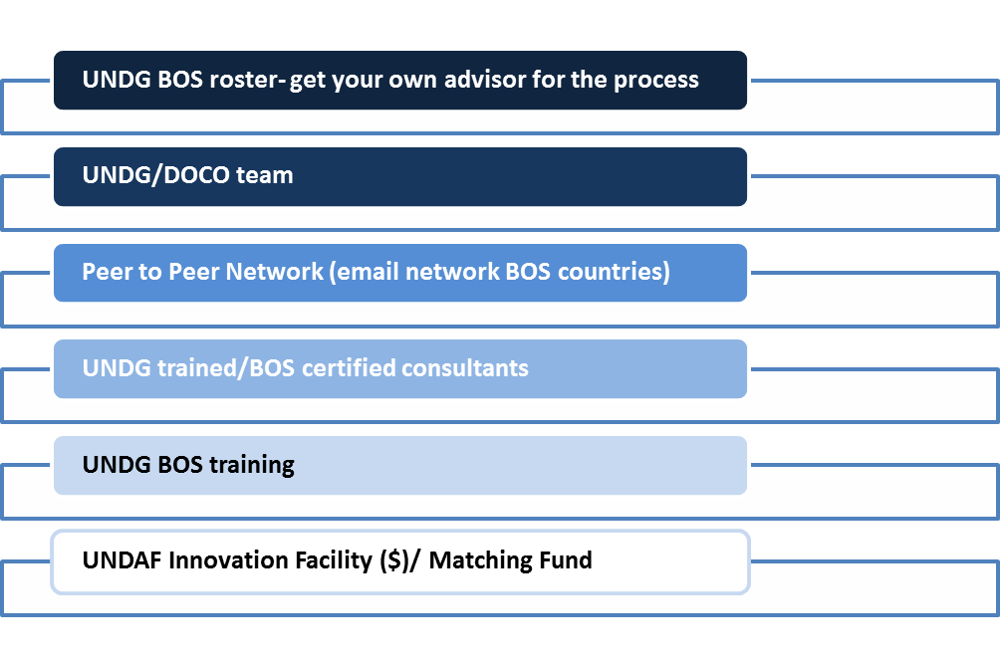 UNDG BOS roster- get your own advisor for the process
UNDG/DOCO team
Peer to Peer Network (email network BOS countries)
UNDG trained/BOS certified consultants
UNDG BOS training
UNDAF Innovation Facility ($)/ Matching Fund